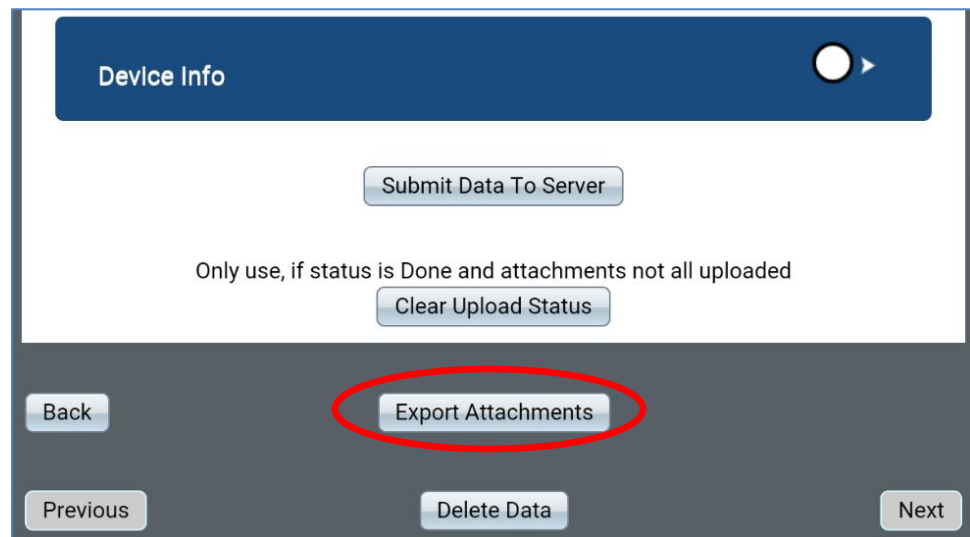 Device Info
Submit Data To Server
Only use, if status is Done and attachments not all uploaded
Clear Upload Status
Back
Export Attachments
Previous
Delete Data
Next